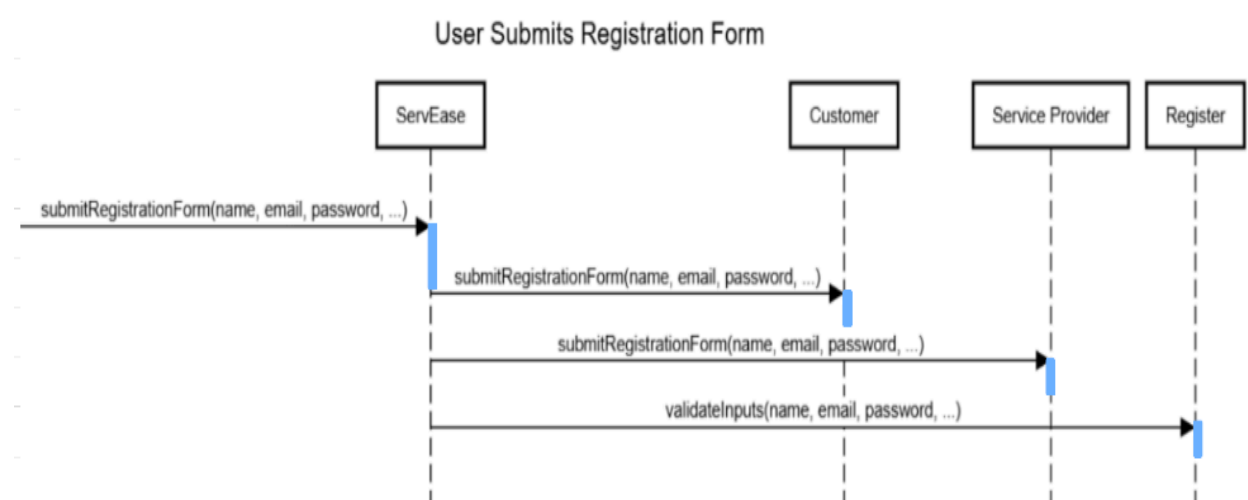 User Submits Registration Form
ServEase
Customer
Service Provider
Register
submitRegistrationForm(name, email, password, ...)
submitRegistrationForm(name, email, password, ...)
submitRegistrationForm(name, email, password, ...)
validateInputs(name, email, password, ...)